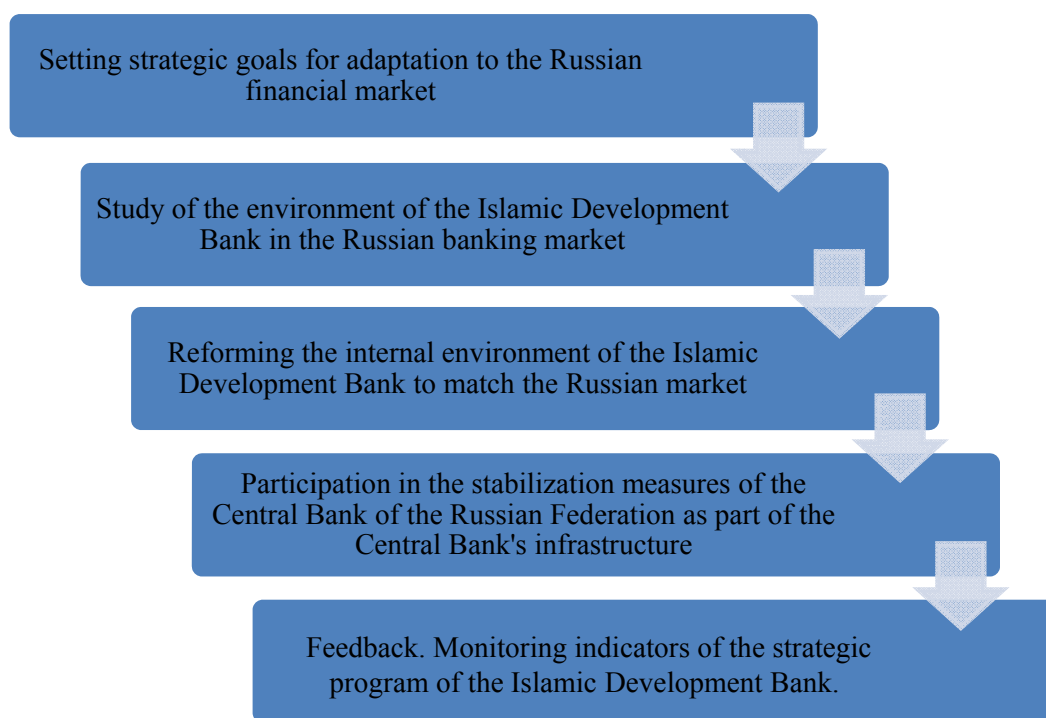 Setting strategic goals for adaptation to the Russian
financial market
Study of the environment of the Islamic Development
Bank in the Russian banking market
Reforming the internal environment of the Islamic
Development Bank to match the Russian market
Participation in the stabilization measures of the
Central Bank of the Russian Federation as part of the
Central Bank's infrastructure
Feedback. Monitoring indicators of the strategic
program of the Islamic Development Bank.